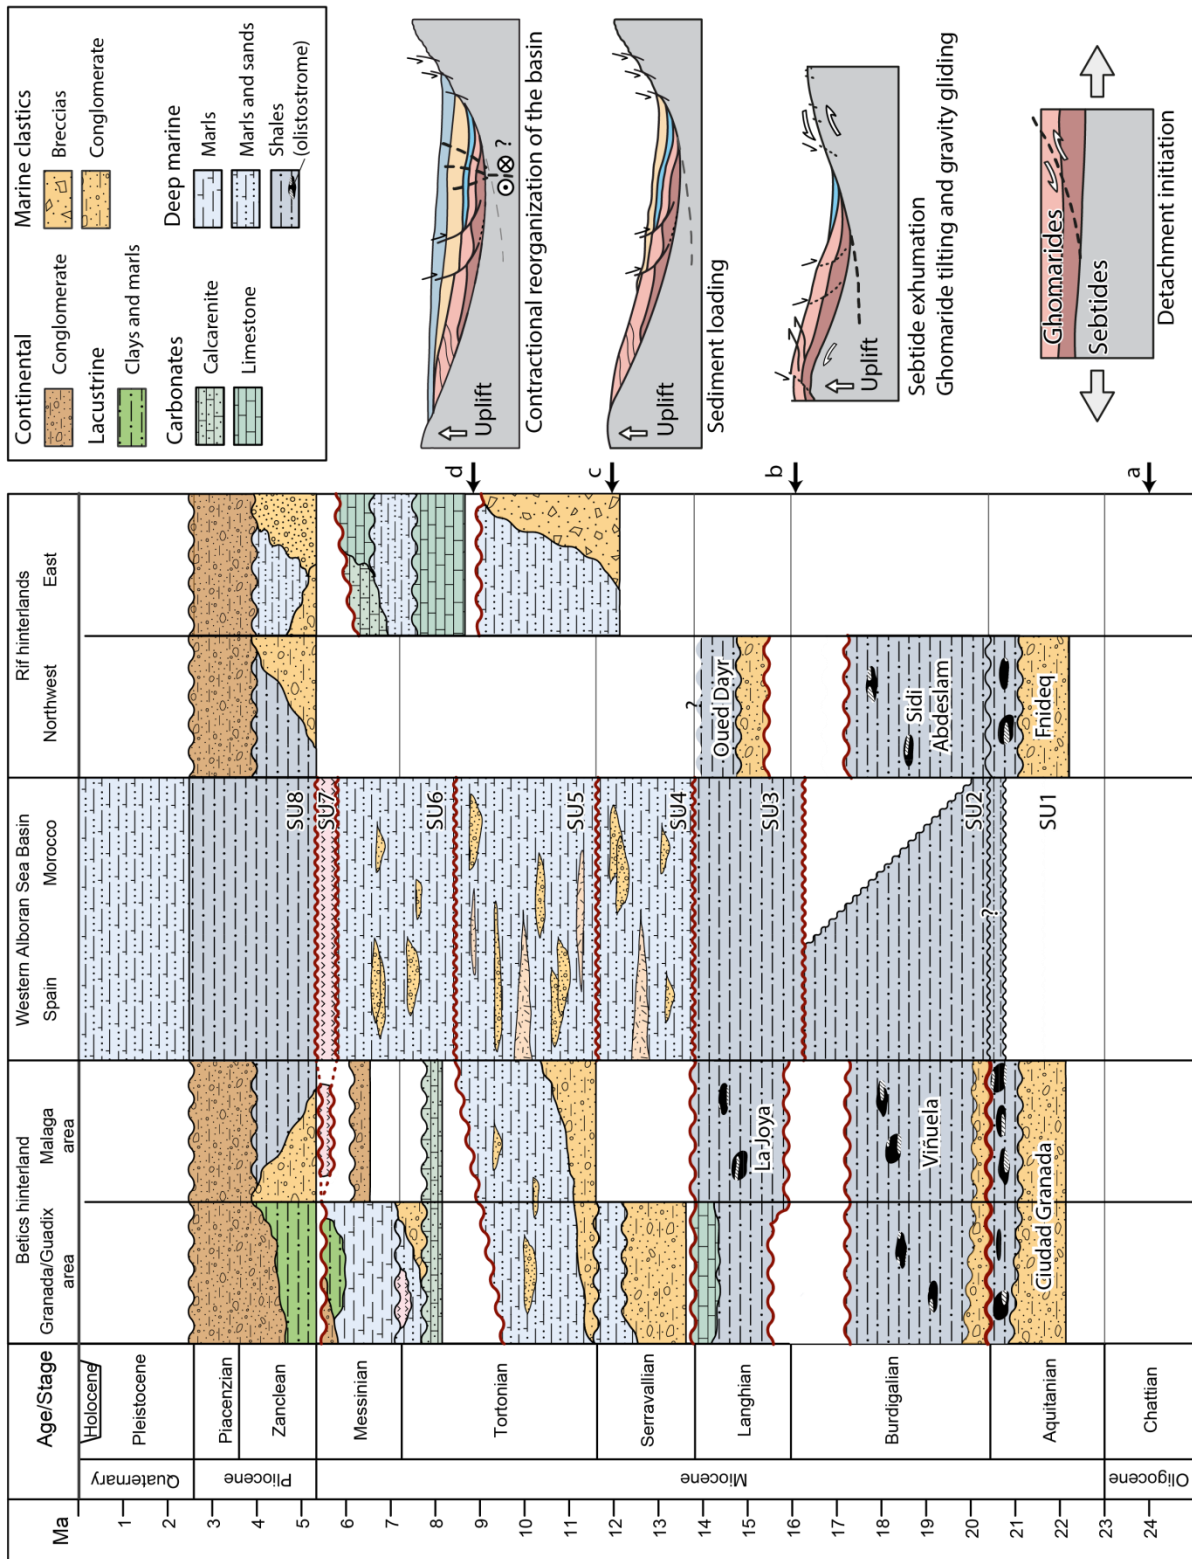 Ma
Age/Stage
Betics hinterland
Granada/Guadix
area
Malaga
area
Western Alboran Sea Basin
Spain
Morocco
Rif hinterlands
Northwest
East
1
2
3
4
5
6
7
8
9
10
11
12
13
14
15
16
17
18
19
20
21
22
23
24
Quaternary
Pliocene
Miocene
Oligocene
Holocene
Pleistocene
Piacenzian
Zanclean
Messinian
Tortonian
Serravallian
Langhian
Burdigalian
Aquitanian
Chattian
SU8
SU7
SU6
SU5
SU4
SU3
SU2
SU1
?
La Joya
Viñuela
Ciudad Granada
?
Oued Dayr
Sidi
Abdeslam
Fnideq
d
c
b
a
Continental
Conglomerate
Lacustrine
Clays and marls
Carbonates
Calcarenite
Limestone
Marine clastics
Breccias
Conglomerate
Deep marine
Marls
Marls and sands
Shales
(olistostrome)
Uplift
?
Contractional reorganization of the basin
Uplift
Sediment loading
Uplift
Sebtide exhumation
Ghomaride tilting and gravity gliding
Ghomarides
Sebtides
Detachment initiation